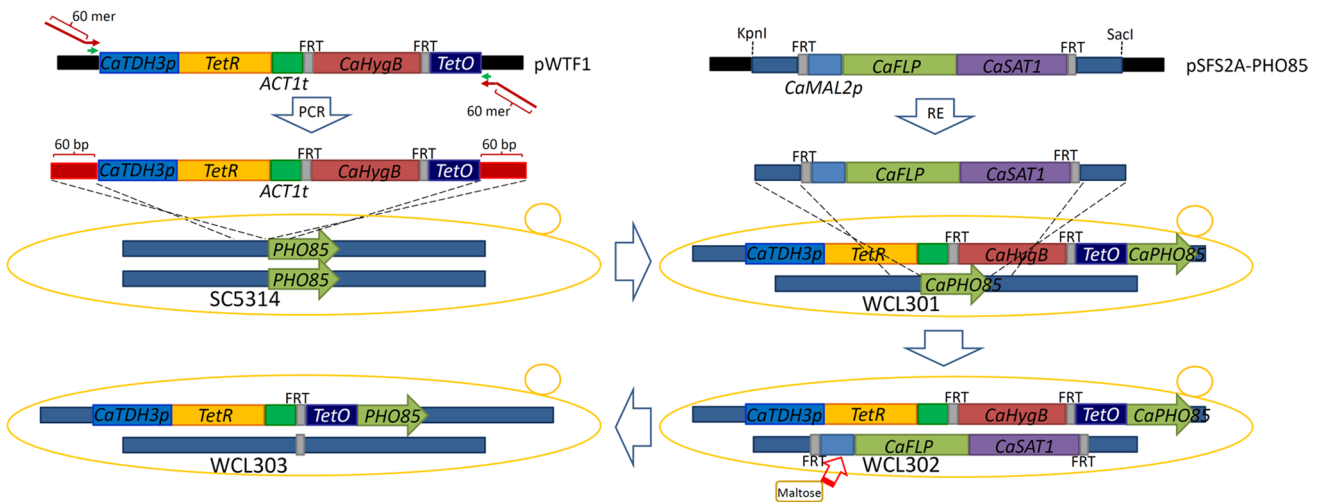 60 mer
FRT FRT
CaTDH3p TetR CaHygB TetO pWTF1
ACT1t
60 mer
PCR
60 bp FRT FRT 60 bp
CaTDH3p TetR CaHygB TetO
ACT1t
PHO85
PHO85
SC5314
KpnI SacI
FRT FRT
CaFLP CaSAT1 pSFS2A-PHO85
CaMAL2p
RE
FRT FRT
CaFLP CaSAT1
FRT FRT
CaTDH3p TetR CaHygB TetO CaPHO85
CaPHO85
WCL301
FRT FRT
CaTDH3p TetR CaHygB TetO CaPHO85
CaFLP CaSAT1
FRT WCL302 FRT
Maltose
FRT
CaTDH3p TetR TetO PHO85
WCL303